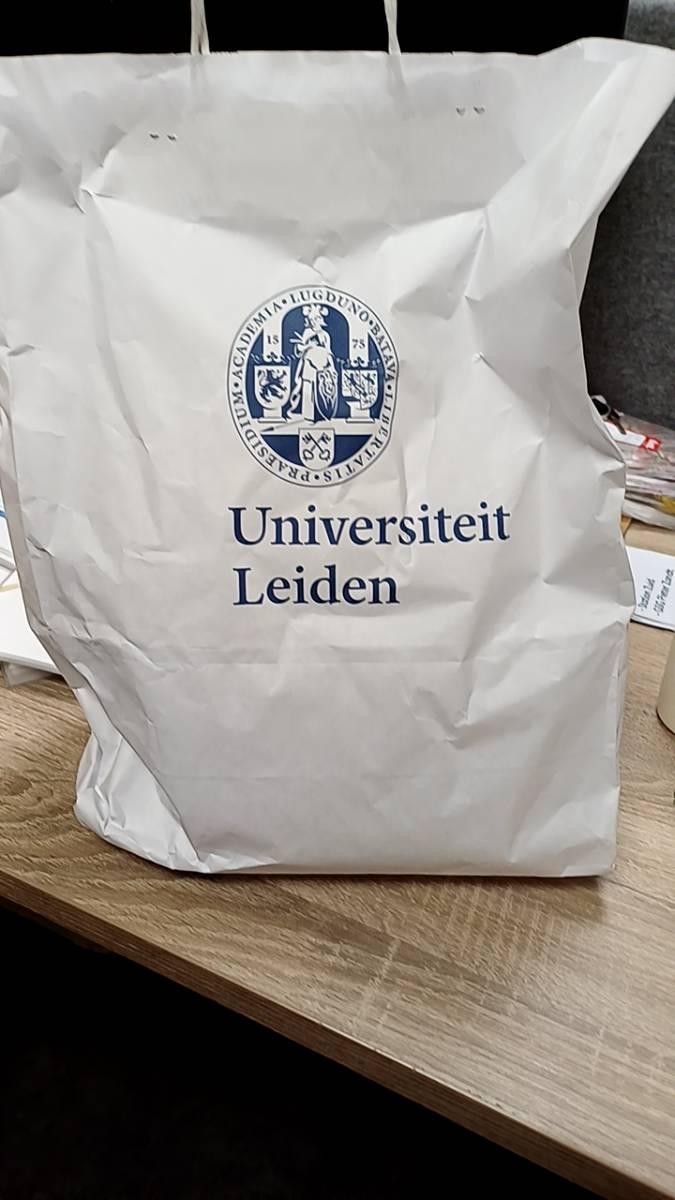 ACADEMIA • LUGDUNO • BATAVA • LIBERTATIS • PRAESIDIUM •
15 75
Universiteit
Leiden